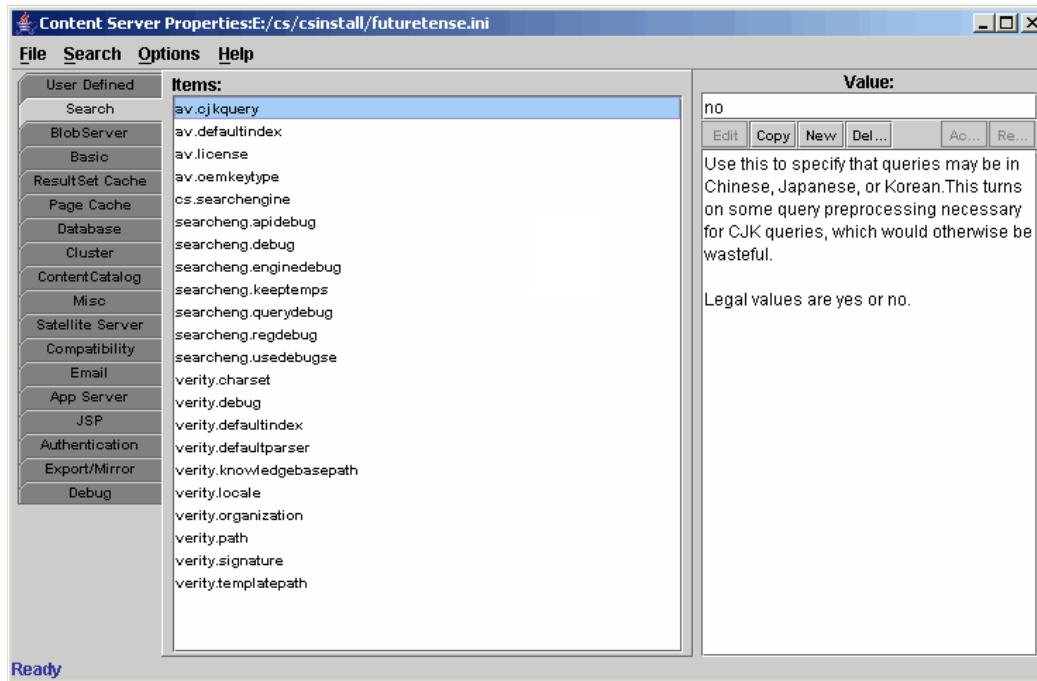 Content Server Properties:E:/cs/csinstall/futuretense.ini
File Search Options Help
User Defined
Search
BlobServer
Basic
ResultSet Cache
Page Cache
Database
Cluster
ContentCatalog
Misc
Satellite Server
Compatibility
Email
App Server
JSP
Authentication
Export/Mirror
Debug
Items:
av.cjkquery
av.defaultindex
av.license
av.oemkeytype
cs.searchengine
searcheng.apidebug
searcheng.debug
searcheng.enginedebug
searcheng.keeptemps
searcheng.querydebug
searcheng.regdebug
searcheng.usedebugse
verity.charset
verity.debug
verity.defaultindex
verity.defaultparser
verity.knowledgebasepath
verity.locale
verity.organization
verity.path
verity.signature
verity.templatepath
Value:
no
Edit Copy New Del... Ac... Re...
Use this to specify that queries may be in
Chinese, Japanese, or Korean.This turns
on some query preprocessing necessary
for CJK queries, which would otherwise be
wasteful.
Legal values are yes or no.
Ready